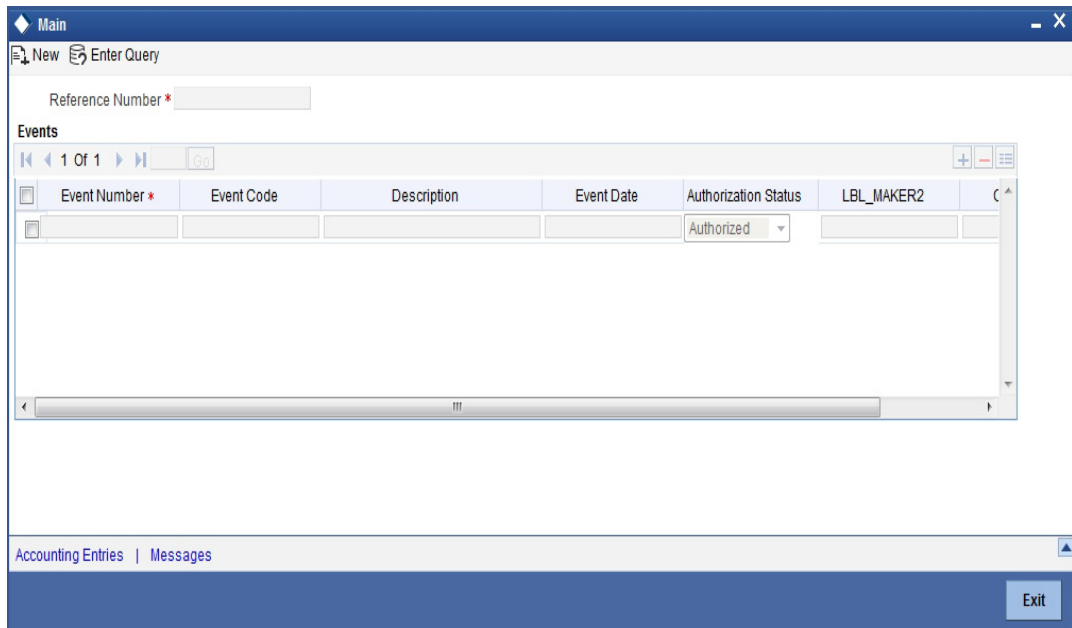 Main
New Enter Query
Reference Number *
Events
1 Of 1 Go
Event Number * Event Code Description Event Date Authorization Status LBL_MAKER2
Authorized
Accounting Entries | Messages
Exit